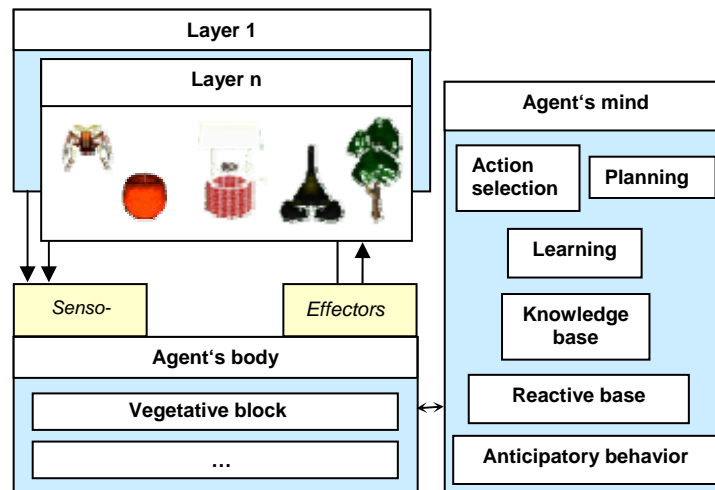 Layer 1
Layer n
Agent‘s mind
Action
selection
Planning
Learning
Knowledge
base
Reactive base
Anticipatory behavior
Senso-
Effectors
Agent‘s body
Vegetative block
…